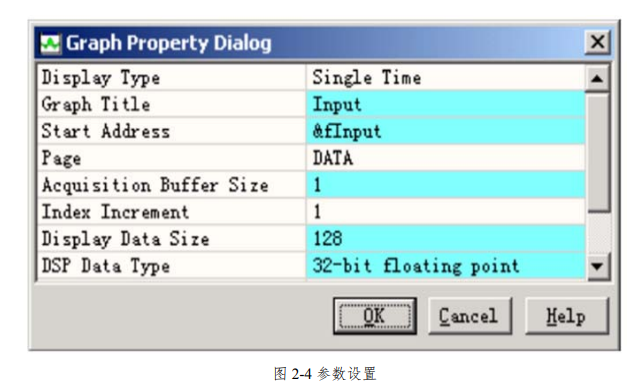 Graph Property Dialog
Display Type Single Time
Graph Title Input
Start Address &fInput
Page DATA
Acquisition Buffer Size 1
Index Increment 1
Display Data Size 128
DSP Data Type 32-bit floating point
OK Cancel Help
图 2-4 参数设置